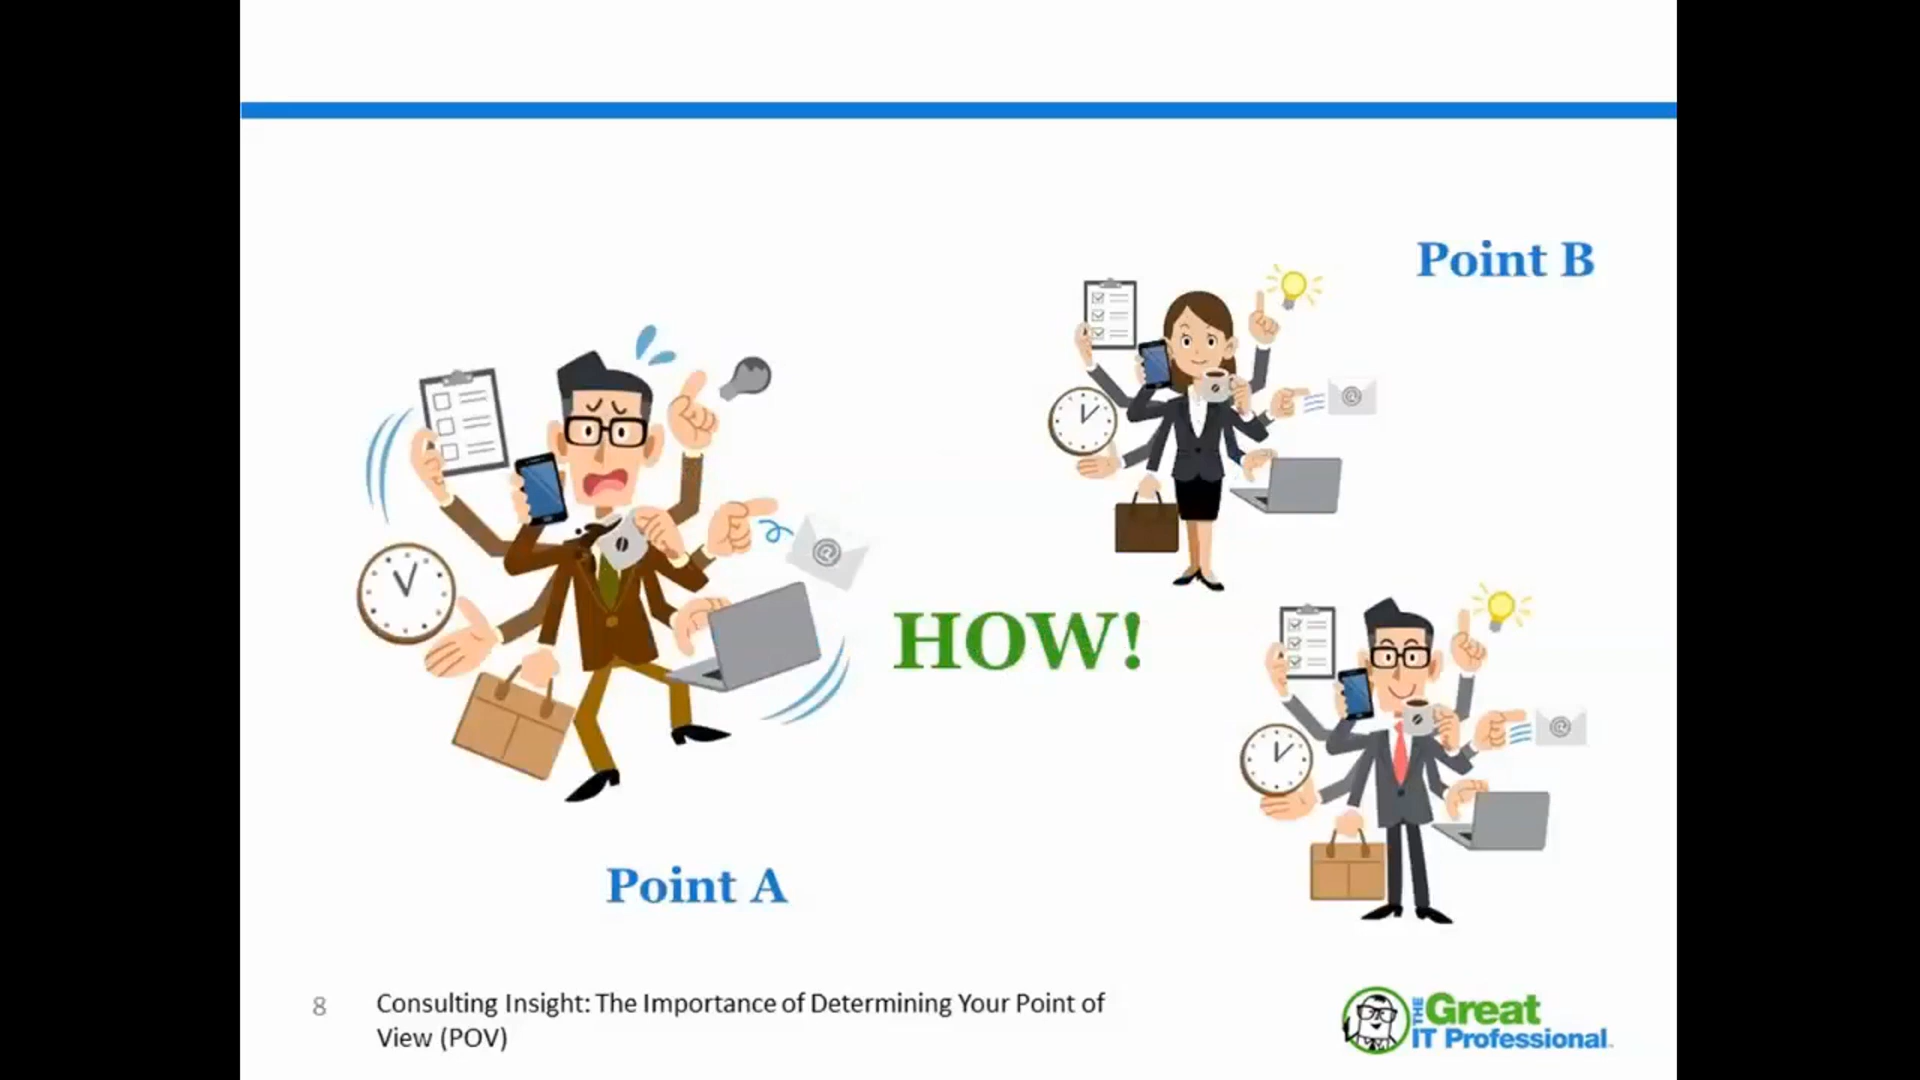 Point B
HOW!
Point A
8
Consulting Insight: The Importance of Determining Your Point of
View (POV)
THE Great
IT Professional